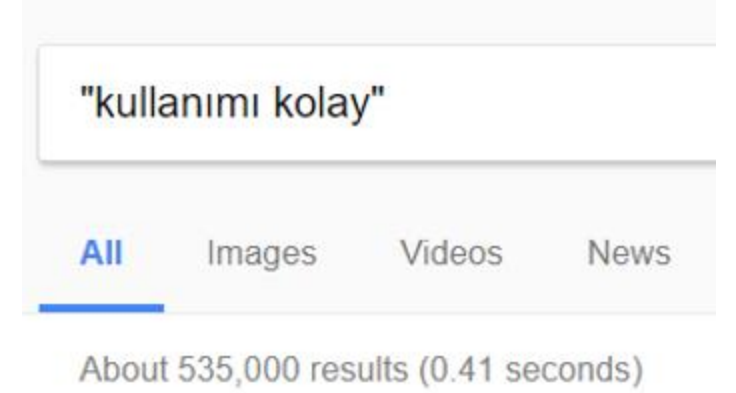 "kullanımı kolay"
All Images Videos News
About 535,000 results (0.41 seconds)